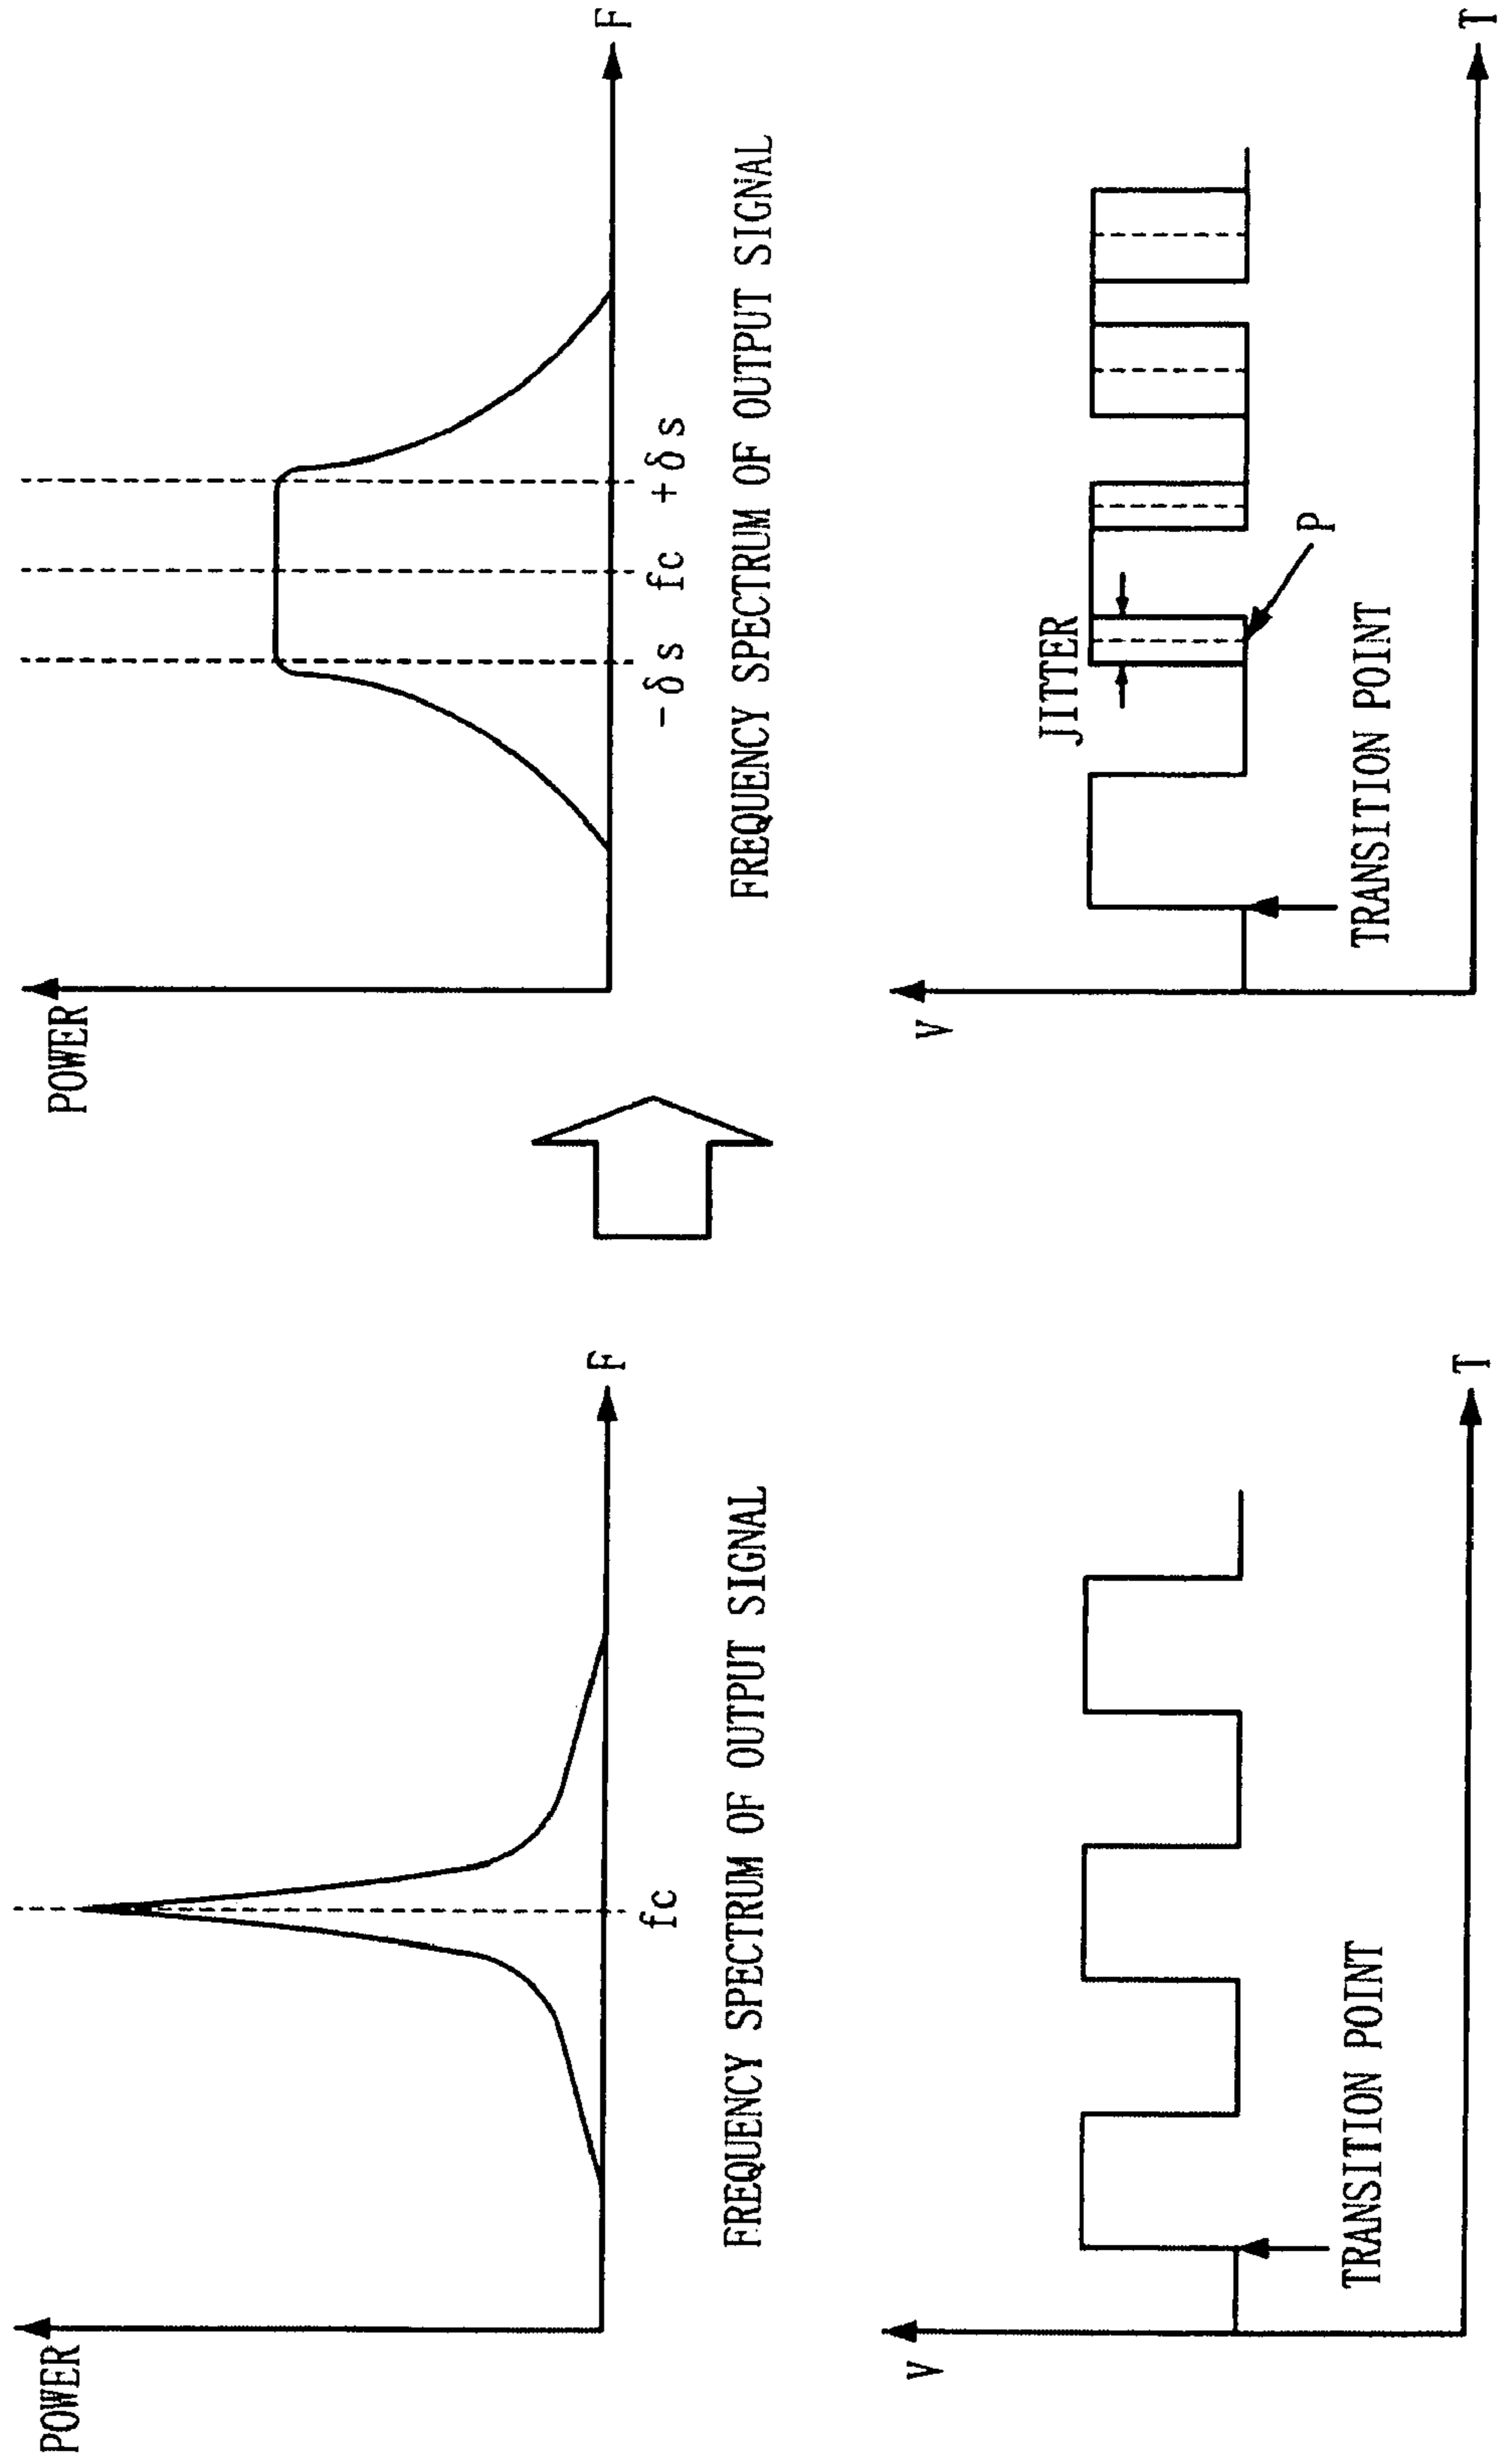 POWER
F
fc
FREQUENCY SPECTRUM OF OUTPUT SIGNAL
V
TRANSITION POINT
T
POWER
F
-δs fc +δs
FREQUENCY SPECTRUM OF OUTPUT SIGNAL
V
JITTER
P
TRANSITION POINT
T